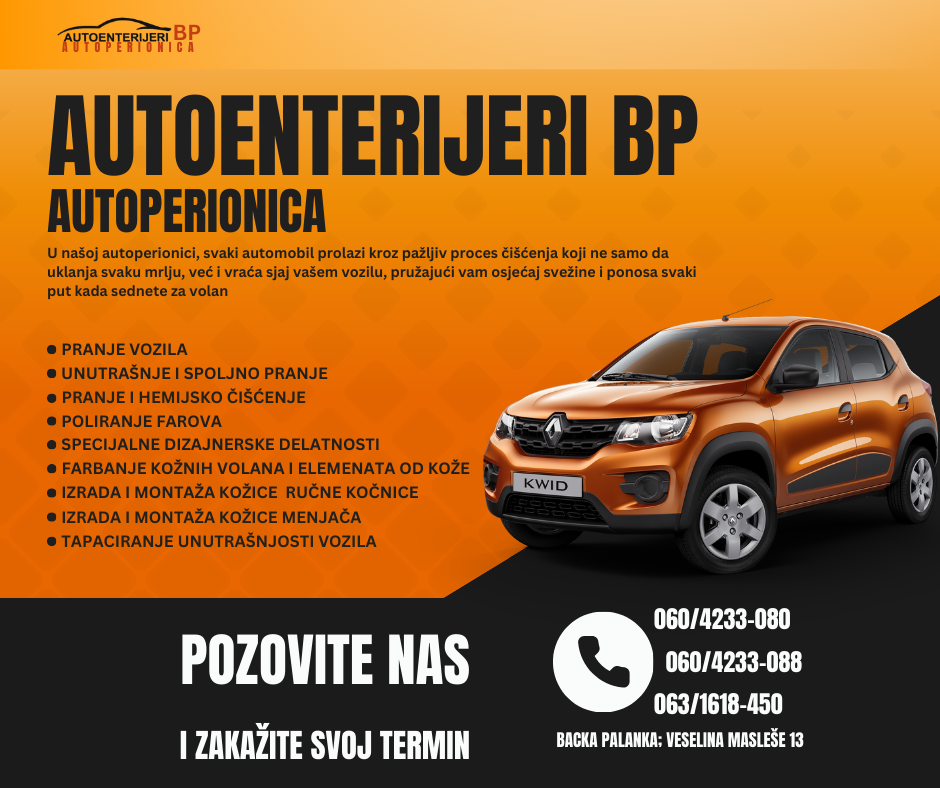 AUTOENTERIJERI BP
AUTOPERIONICA
AUTOENTERIJERI BP
AUTOPERIONICA
U našoj autoperionici, svaki automobil prolazi kroz pažljiv proces čišćenja koji ne samo da
uklanja svaku mrlju, već i vraća sjaj vašem vozilu, pružajući vam osjećaj svežine i ponosa svaki
put kada sednete za volan
PRANJE VOZILA
UNUTRAŠNJE I SPOLJNO PRANJE
PRANJE I HEMIJSKO ČIŠĆENJE
POLIRANJE FAROVA
SPECIJALNE DIZAJNERSKE DELATNOSTI
FARBANJE KOŽNIH VOLANA I ELEMENATA OD KOŽE
IZRADA I MONTAŽA KOŽICE  RUČNE KOČNICE
IZRADA I MONTAŽA KOŽICE MENJAČA
TAPACIRANJE UNUTRAŠNJOSTI VOZILA
KWID
POZOVITE NAS
I ZAKAŽITE SVOJ TERMIN
060/4233-080
060/4233-088
063/1618-450
BACKA PALANKA; VESELINA MASLEŠE 13